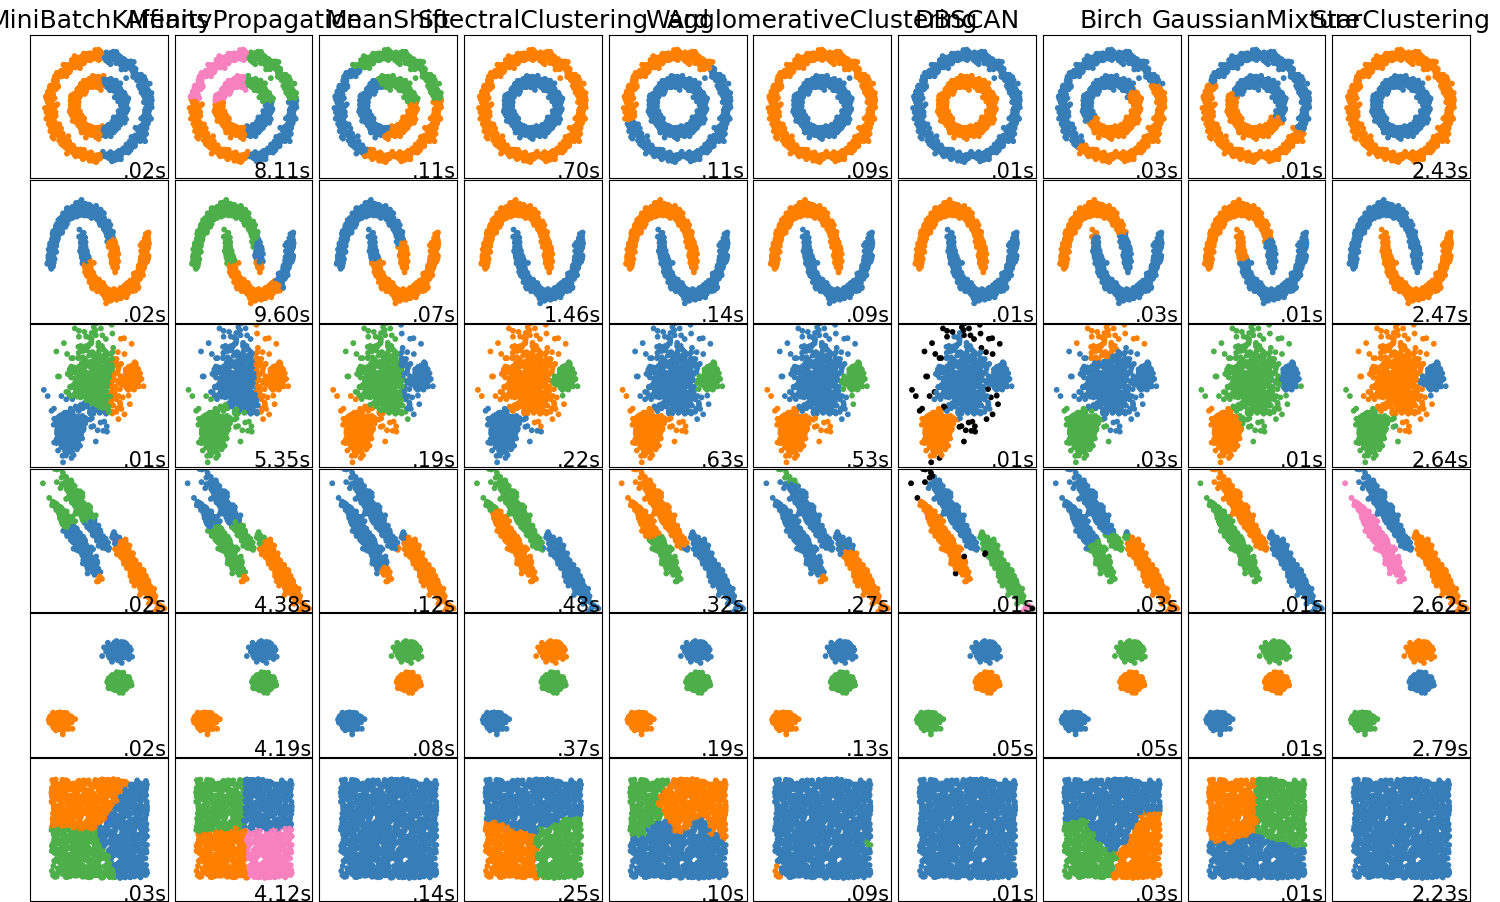 MiniBatchKMeans AffinityPropagation MeanShift SpectralClustering Ward AgglomerativeClustering DBSCAN Birch GaussianMixture StarClustering
.02s 8.11s .11s .70s .11s .09s .01s .03s .01s 2.43s
.02s 9.60s .07s 1.46s .14s .09s .01s .03s .01s 2.47s
.01s 5.35s .19s .22s .63s .53s .01s .03s .01s 2.64s
.02s 4.38s .12s .48s .32s .27s .01s .03s .01s 2.62s
.02s 4.19s .08s .37s .19s .13s .05s .05s .01s 2.79s
.03s 4.12s .14s .25s .10s .09s .01s .03s .01s 2.23s